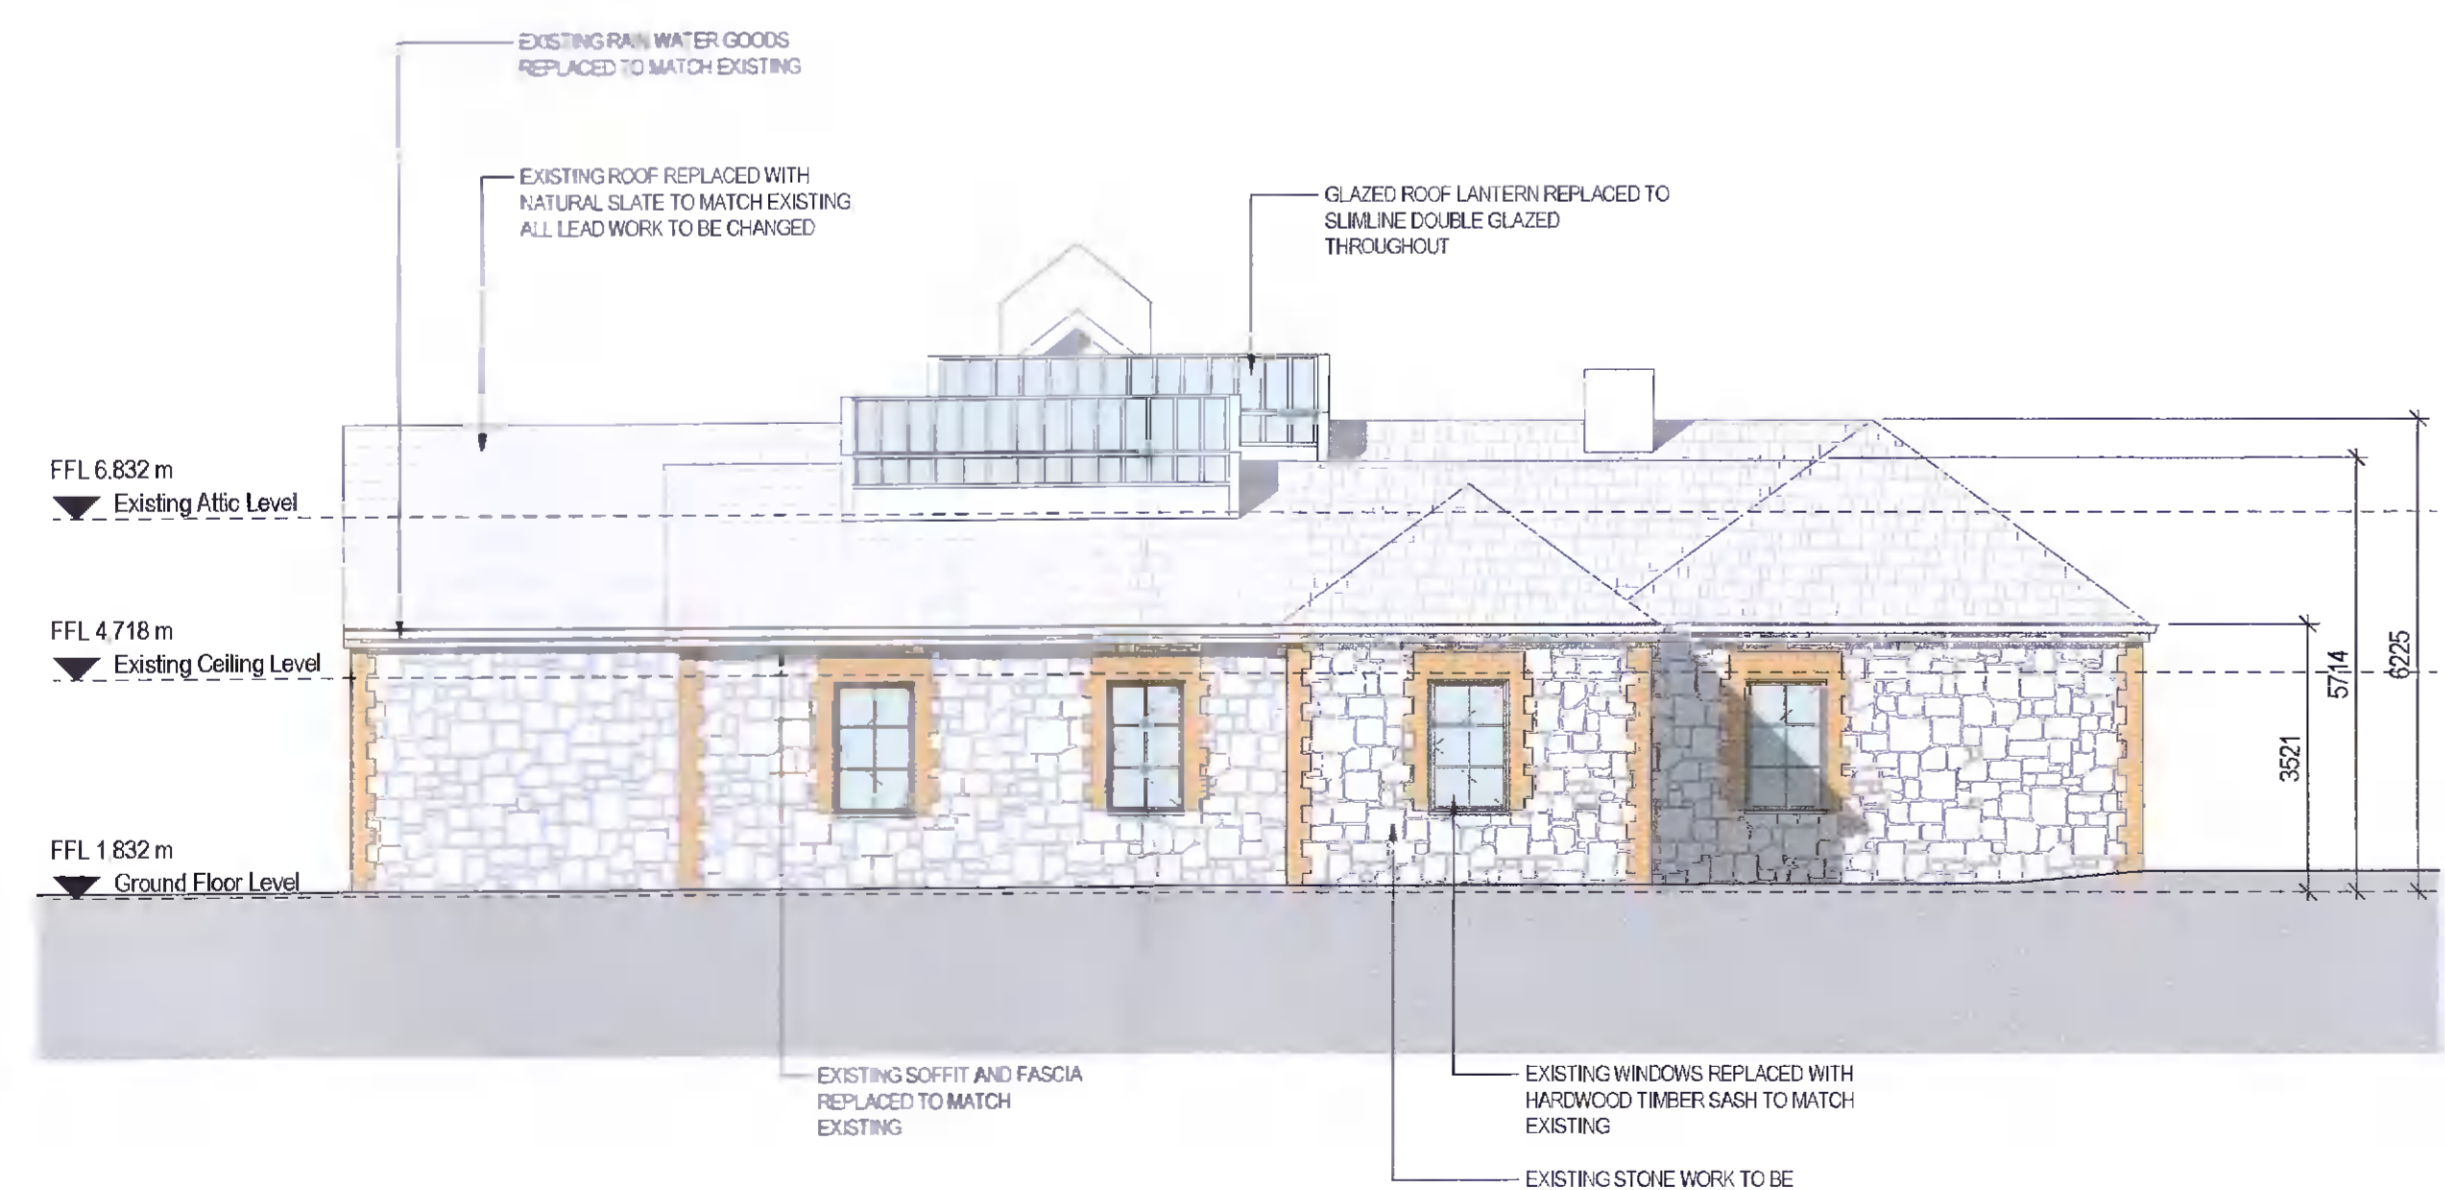 EXISTING RAIN WATER GOODS
REPLACED TO MATCH EXISTING
EXISTING ROOF REPLACED WITH
NATURAL SLATE TO MATCH EXISTING
ALL LEAD WORK TO BE CHANGED
GLAZED ROOF LANTERN REPLACED TO
SLIMLINE DOUBLE GLAZED
THROUGHOUT
FFL 6.832 m
Existing Attic Level
FFL 4.718 m
Existing Ceiling Level
FFL 1.832 m
Ground Floor Level
3521
5714
6225
EXISTING SOFFIT AND FASCIA
REPLACED TO MATCH
EXISTING
EXISTING WINDOWS REPLACED WITH
HARDWOOD TIMBER SASH TO MATCH
EXISTING
EXISTING STONE WORK TO BE